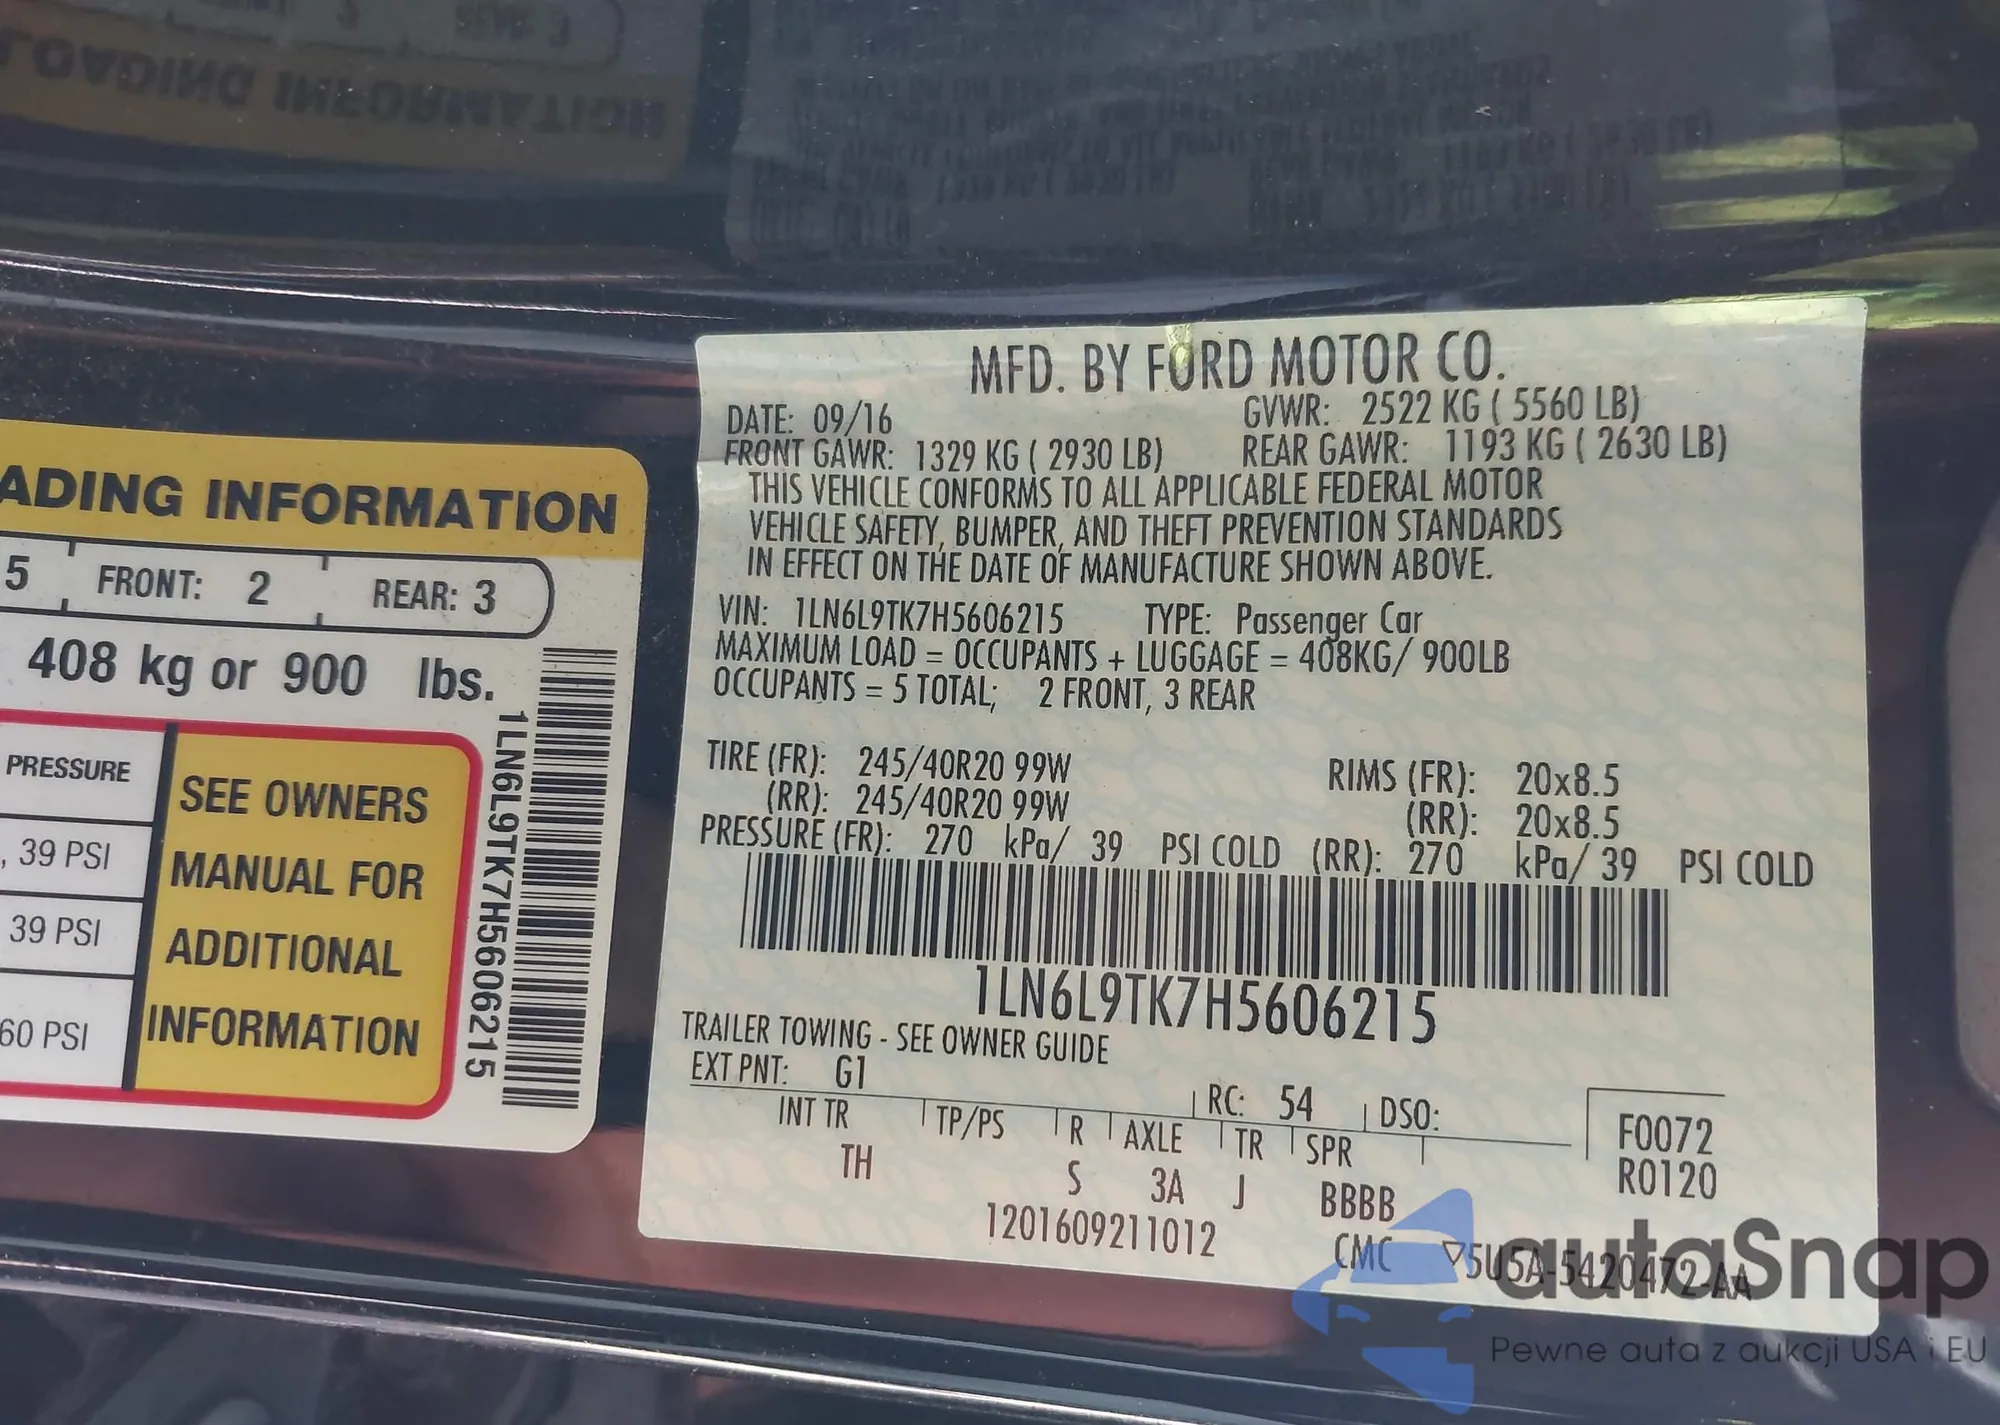 ADING INFORMATION
5 FRONT: 2 REAR: 3
408 kg or 900 lbs.
PRESSURE
, 39 PSI
39 PSI
60 PSI
SEE OWNERS
MANUAL FOR
ADDITIONAL
INFORMATION
1LN6L9TK7H5606215
MFD. BY FORD MOTOR CO.
DATE: 09/16 GVWR: 2522 KG ( 5560 LB)
FRONT GAWR: 1329 KG ( 2930 LB) REAR GAWR: 1193 KG ( 2630 LB)
THIS VEHICLE CONFORMS TO ALL APPLICABLE FEDERAL MOTOR
VEHICLE SAFETY, BUMPER, AND THEFT PREVENTION STANDARDS
IN EFFECT ON THE DATE OF MANUFACTURE SHOWN ABOVE.
VIN: 1LN6L9TK7H5606215 TYPE: Passenger Car
MAXIMUM LOAD = OCCUPANTS + LUGGAGE = 408KG/ 900LB
OCCUPANTS = 5 TOTAL; 2 FRONT, 3 REAR
TIRE (FR): 245/40R20 99W RIMS (FR): 20x8.5
(RR): 245/40R20 99W (RR): 20x8.5
PRESSURE (FR): 270 kPa/ 39 PSI COLD (RR): 270 kPa/ 39 PSI COLD
1LN6L9TK7H5606215
TRAILER TOWING - SEE OWNER GUIDE
EXT PNT: G1 RC: 54 DSO: F0072
INT TR TP/PS R AXLE TR SPR R0120
TH S 3A J BBBB
1201609211012 CMC ▽5U5A-5420472-AA
autoSnap
Pewne auta z aukcji USA i EU